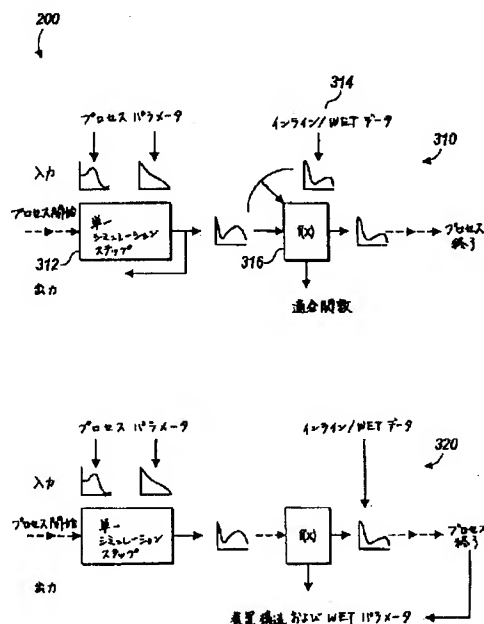 200
プロセス パラメータ
314
インライン/WET データ
310
入力
プロセス開始
単一
シミュレーション
ステップ
312
f(x)
316
プロセス
終了
出力
適合関数
プロセス パラメータ
インライン/WET データ
320
入力
プロセス開始
単一
シミュレーション
ステップ
f(x)
プロセス
終了
出力
装置構造 および WET パラメータ